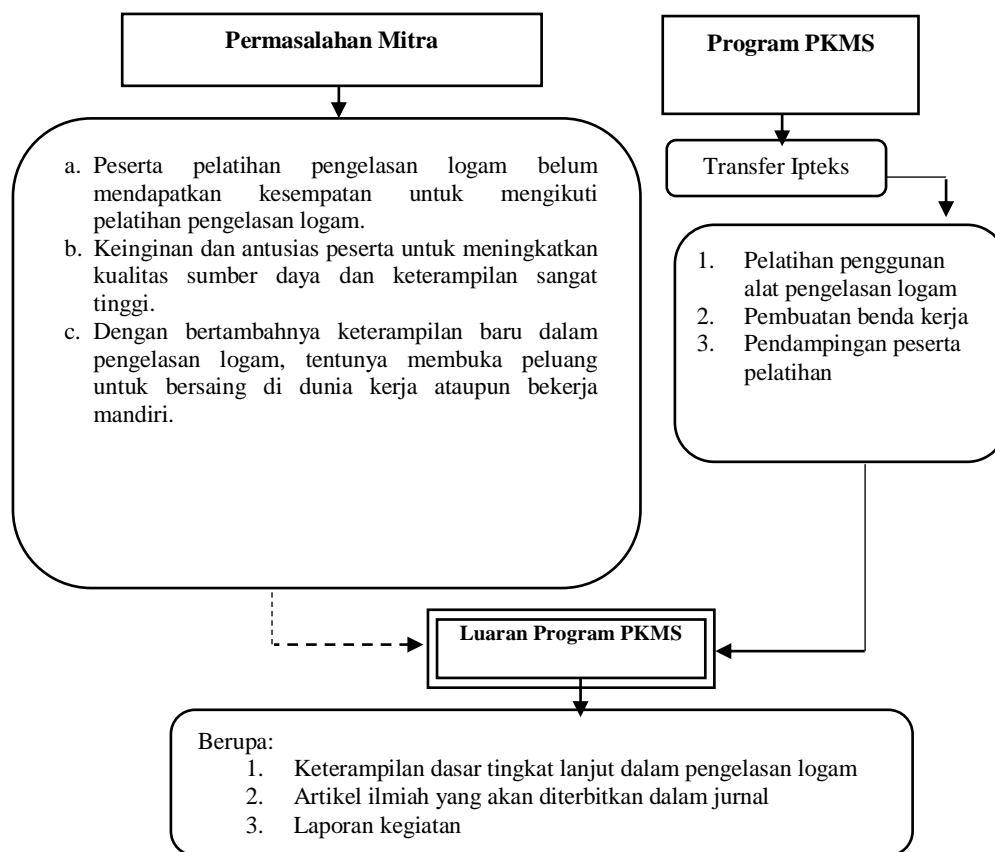 Permasalahan Mitra
a. Peserta pelatihan pengelasan logam belum
mendapatkan kesempatan untuk mengikuti
pelatihan pengelasan logam.
b. Keinginan dan antusias peserta untuk meningkatkan
kualitas sumber daya dan keterampilan sangat
tinggi.
c. Dengan bertambahnya keterampilan baru dalam
pengelasan logam, tentunya membuka peluang
untuk bersaing di dunia kerja ataupun bekerja
mandiri.
Program PKMS
Transfer Ipteks
1. Pelatihan penggunan
alat pengelasan logam
2. Pembuatan benda kerja
3. Pendampingan peserta
pelatihan
Luaran Program PKMS
Berupa:
1. Keterampilan dasar tingkat lanjut dalam pengelasan logam
2. Artikel ilmiah yang akan diterbitkan dalam jurnal
3. Laporan kegiatan